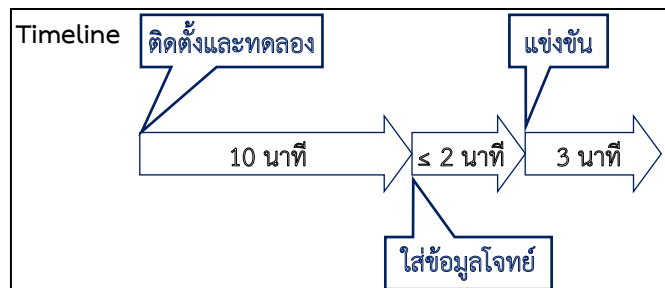 Timeline
ติดตั้งและทดลอง
แข่งขัน
10 นาที
≤ 2 นาที
3 นาที
ใส่ข้อมูลโจทย์